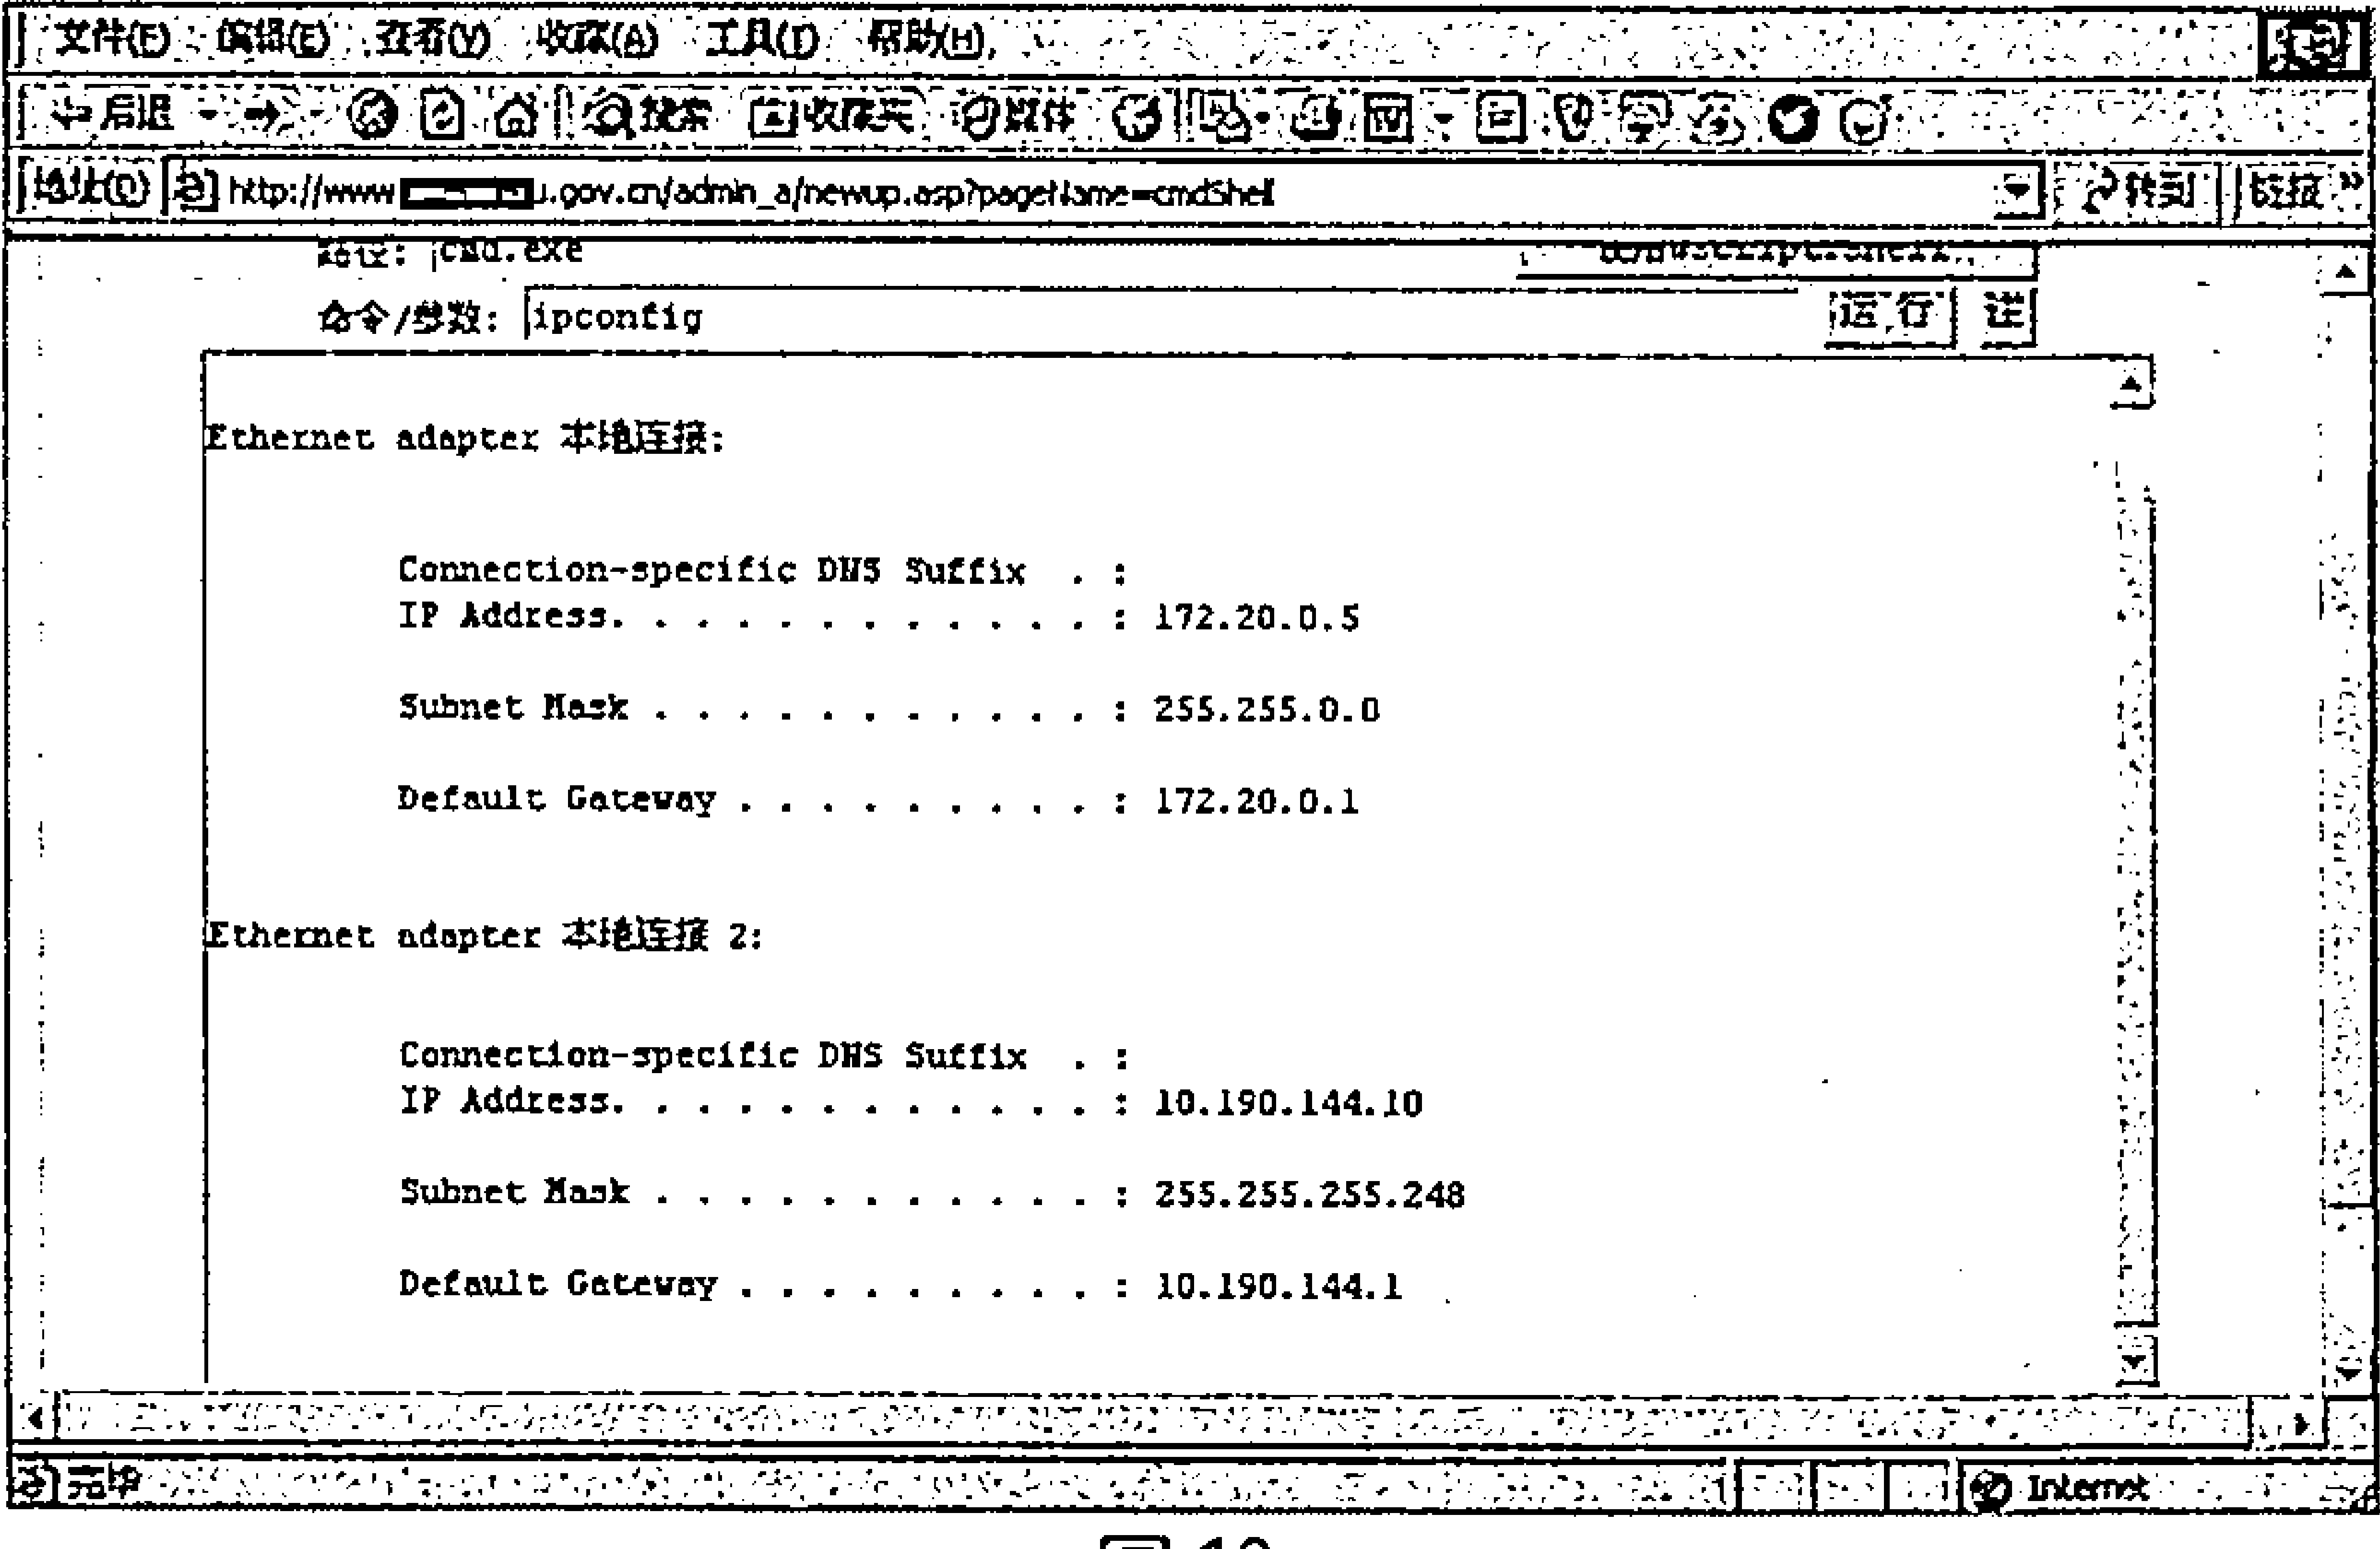 文件(F) 编辑(E) 查看(V) 收藏(A) 工具(T) 帮助(H)
后退 搜索 收藏夹 媒体
地址(D) http://www u.gov.cn/admin_a/newup.asp?pageName=cmdShell 转到 链接 »
路径: cmd.exe
命令/参数: ipconfig 运行
Ethernet adapter 本地连接:
Connection-specific DNS Suffix . :
IP Address. . . . . . . . . . . . : 172.20.0.5
Subnet Mask . . . . . . . . . . . : 255.255.0.0
Default Gateway . . . . . . . . . : 172.20.0.1
Ethernet adapter 本地连接 2:
Connection-specific DNS Suffix . :
IP Address. . . . . . . . . . . . : 10.190.144.10
Subnet Mask . . . . . . . . . . . : 255.255.255.248
Default Gateway . . . . . . . . . : 10.190.144.1
完毕 Internet